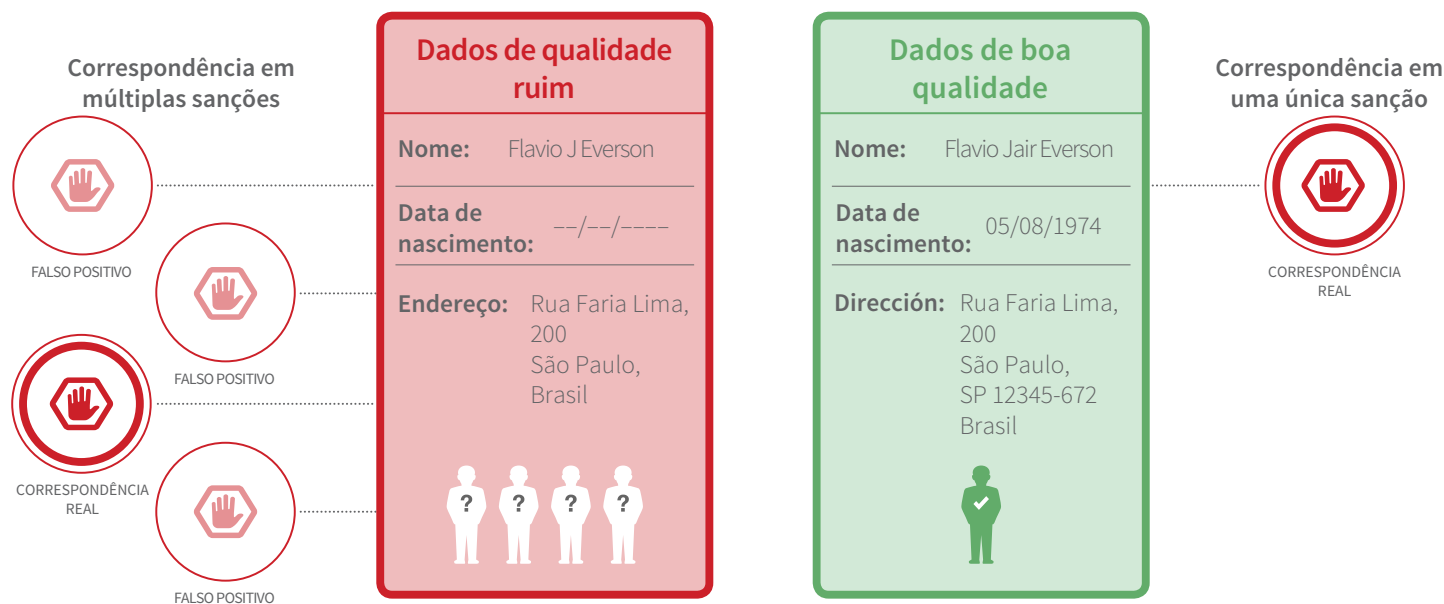 Correspondência em
múltiplas sanções
FALSO POSITIVO
FALSO POSITIVO
CORRESPONDÊNCIA
REAL
FALSO POSITIVO
Dados de qualidade
ruim
Nome: Flavio J Everson
Data de
nascimento: --/--/----
Endereço: Rua Faria Lima,
200
São Paulo,
Brasil
? ? ? ?
Dados de boa
qualidade
Nome: Flavio Jair Everson
Data de
nascimento: 05/08/1974
Dirección: Rua Faria Lima,
200
São Paulo,
SP 12345-672
Brasil
Correspondência em
uma única sanção
CORRESPONDÊNCIA
REAL